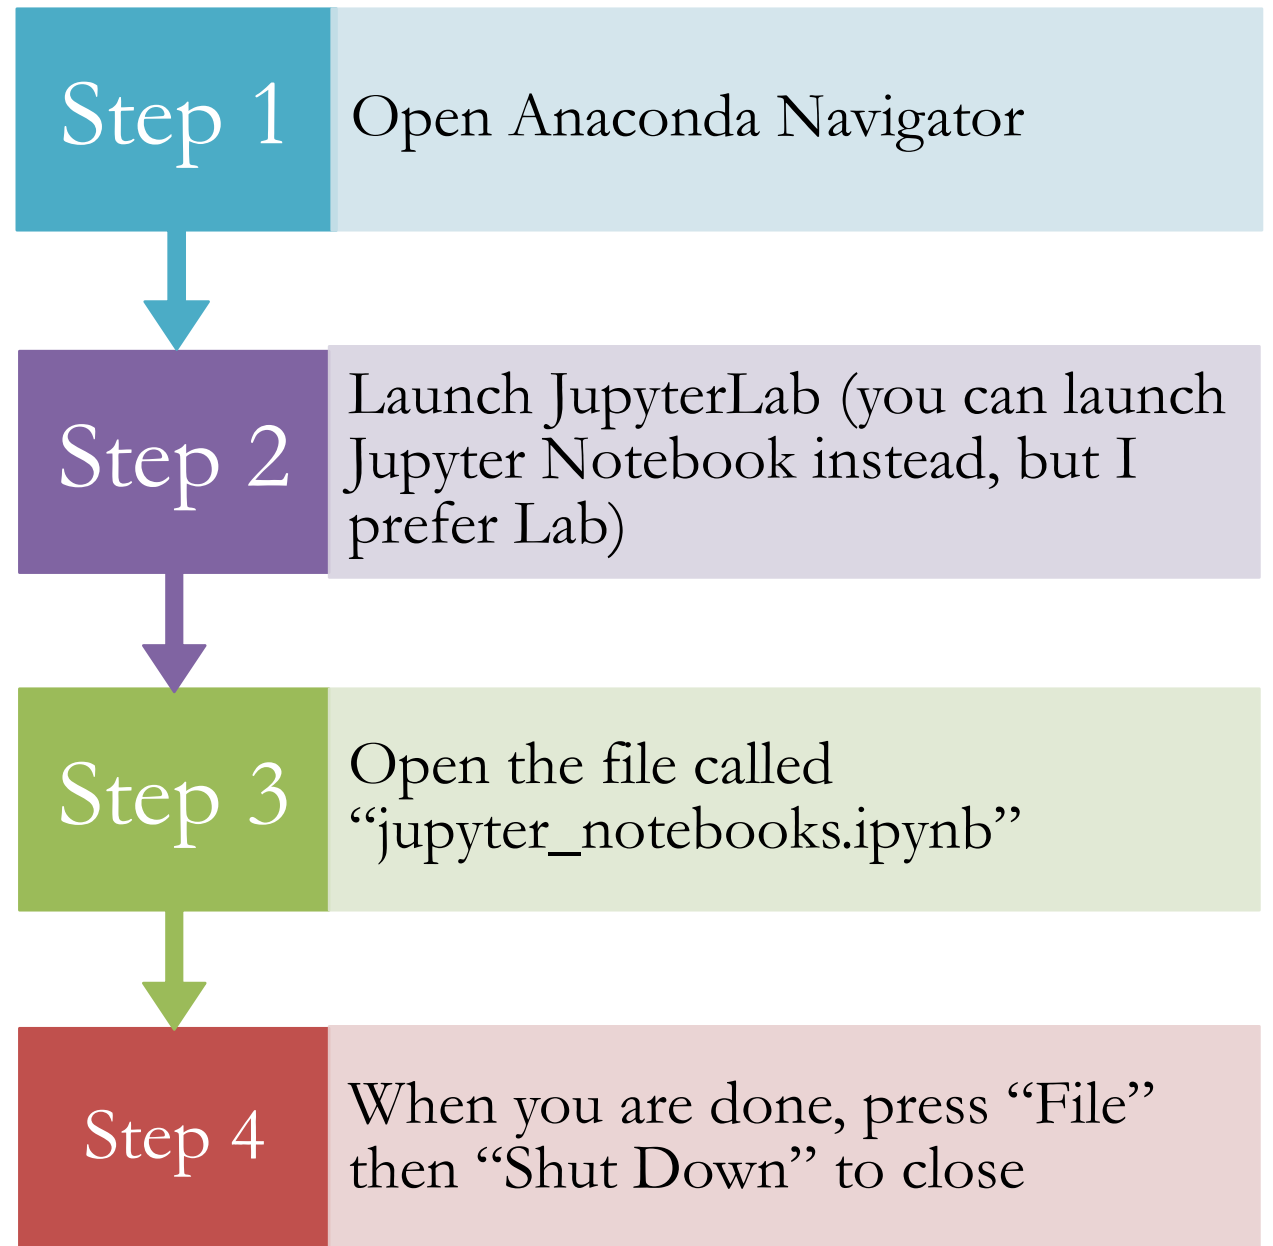 Step 1
Open Anaconda Navigator
Step 2
Launch JupyterLab (you can launch
Jupyter Notebook instead, but I
prefer Lab)
Step 3
Open the file called
“jupyter_notebooks.ipynb”
Step 4
When you are done, press “File”
then “Shut Down” to close